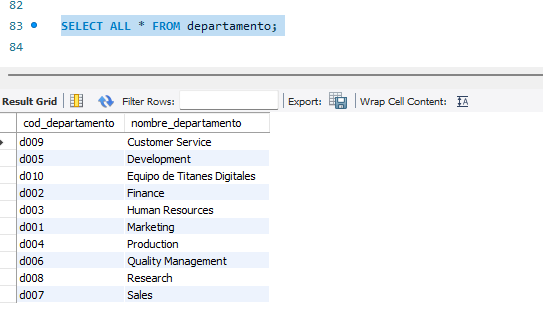 82
83 SELECT ALL * FROM departamento;
84
Result Grid Filter Rows: Export: Wrap Cell Content:
cod_departamento nombre_departamento
d009 Customer Service
d005 Development
d010 Equipo de Titanes Digitales
d002 Finance
d003 Human Resources
d001 Marketing
d004 Production
d006 Quality Management
d008 Research
d007 Sales